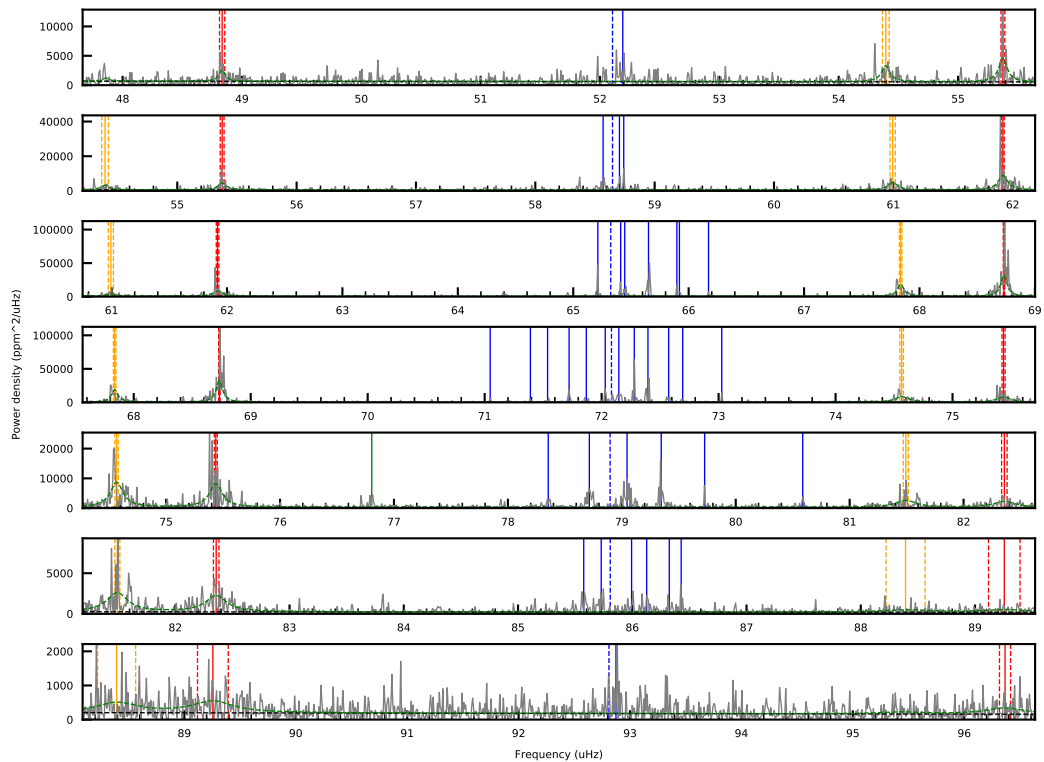 10000
5000
0
48 49 50 51 52 53 54 55
40000
20000
0
55 56 57 58 59 60 61 62
100000
50000
0
61 62 63 64 65 66 67 68 69
100000
50000
0
68 69 70 71 72 73 74 75
20000
10000
0
75 76 77 78 79 80 81 82
5000
0
82 83 84 85 86 87 88 89
2000
1000
0
89 90 91 92 93 94 95 96
Power density (ppm^2/uHz)
Frequency (uHz)